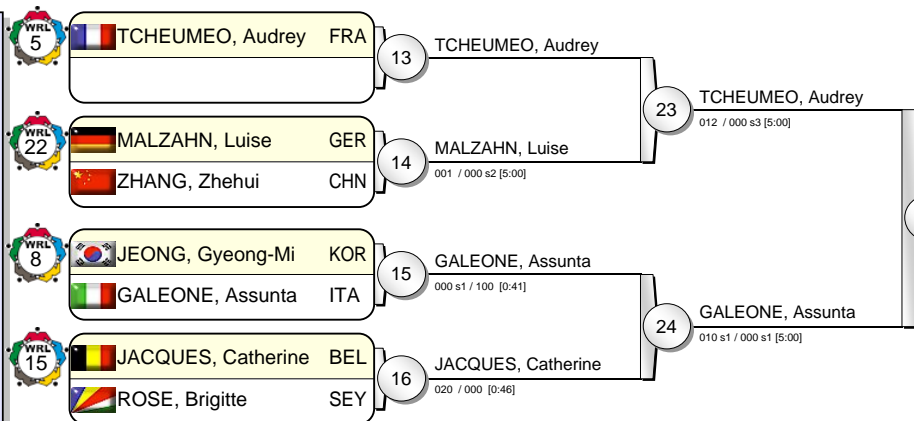 WRL
5
TCHEUMEO, Audrey FRA
13
TCHEUMEO, Audrey
WRL
22
MALZAHN, Luise GER
ZHANG, Zhehui CHN
14
MALZAHN, Luise
001 / 000 s2 [5:00]
23
TCHEUMEO, Audrey
012 / 000 s3 [5:00]
WRL
8
JEONG, Gyeong-Mi KOR
GALEONE, Assunta ITA
15
GALEONE, Assunta
000 s1 / 100 [0:41]
WRL
15
JACQUES, Catherine BEL
ROSE, Brigitte SEY
16
JACQUES, Catherine
020 / 000 [0:46]
24
GALEONE, Assunta
010 s1 / 000 s1 [5:00]